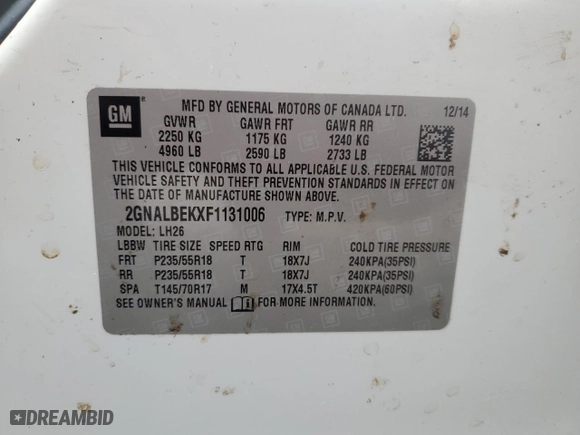 GM
MFD BY GENERAL MOTORS OF CANADA LTD. 12/14
GVWR GAWR FRT GAWR RR
2250 KG 1175 KG 1240 KG
4960 LB 2590 LB 2733 LB
THIS VEHICLE CONFORMS TO ALL APPLICABLE U.S. FEDERAL MOTOR
VEHICLE SAFETY AND THEFT PREVENTION STANDARDS IN EFFECT ON
THE DATE OF MANUFACTURE SHOWN ABOVE.
2GNALBEKXF1131006 TYPE: M.P.V.
MODEL: LH26
LBBW TIRE SIZE SPEED RTG RIM COLD TIRE PRESSURE
FRT P235/55R18 T 18X7J 240KPA(35PSI)
RR P235/55R18 T 18X7J 240KPA(35PSI)
SPA T145/70R17 M 17X4.5T 420KPA(60PSI)
SEE OWNER'S MANUAL FOR MORE INFORMATION.
DREAMBID